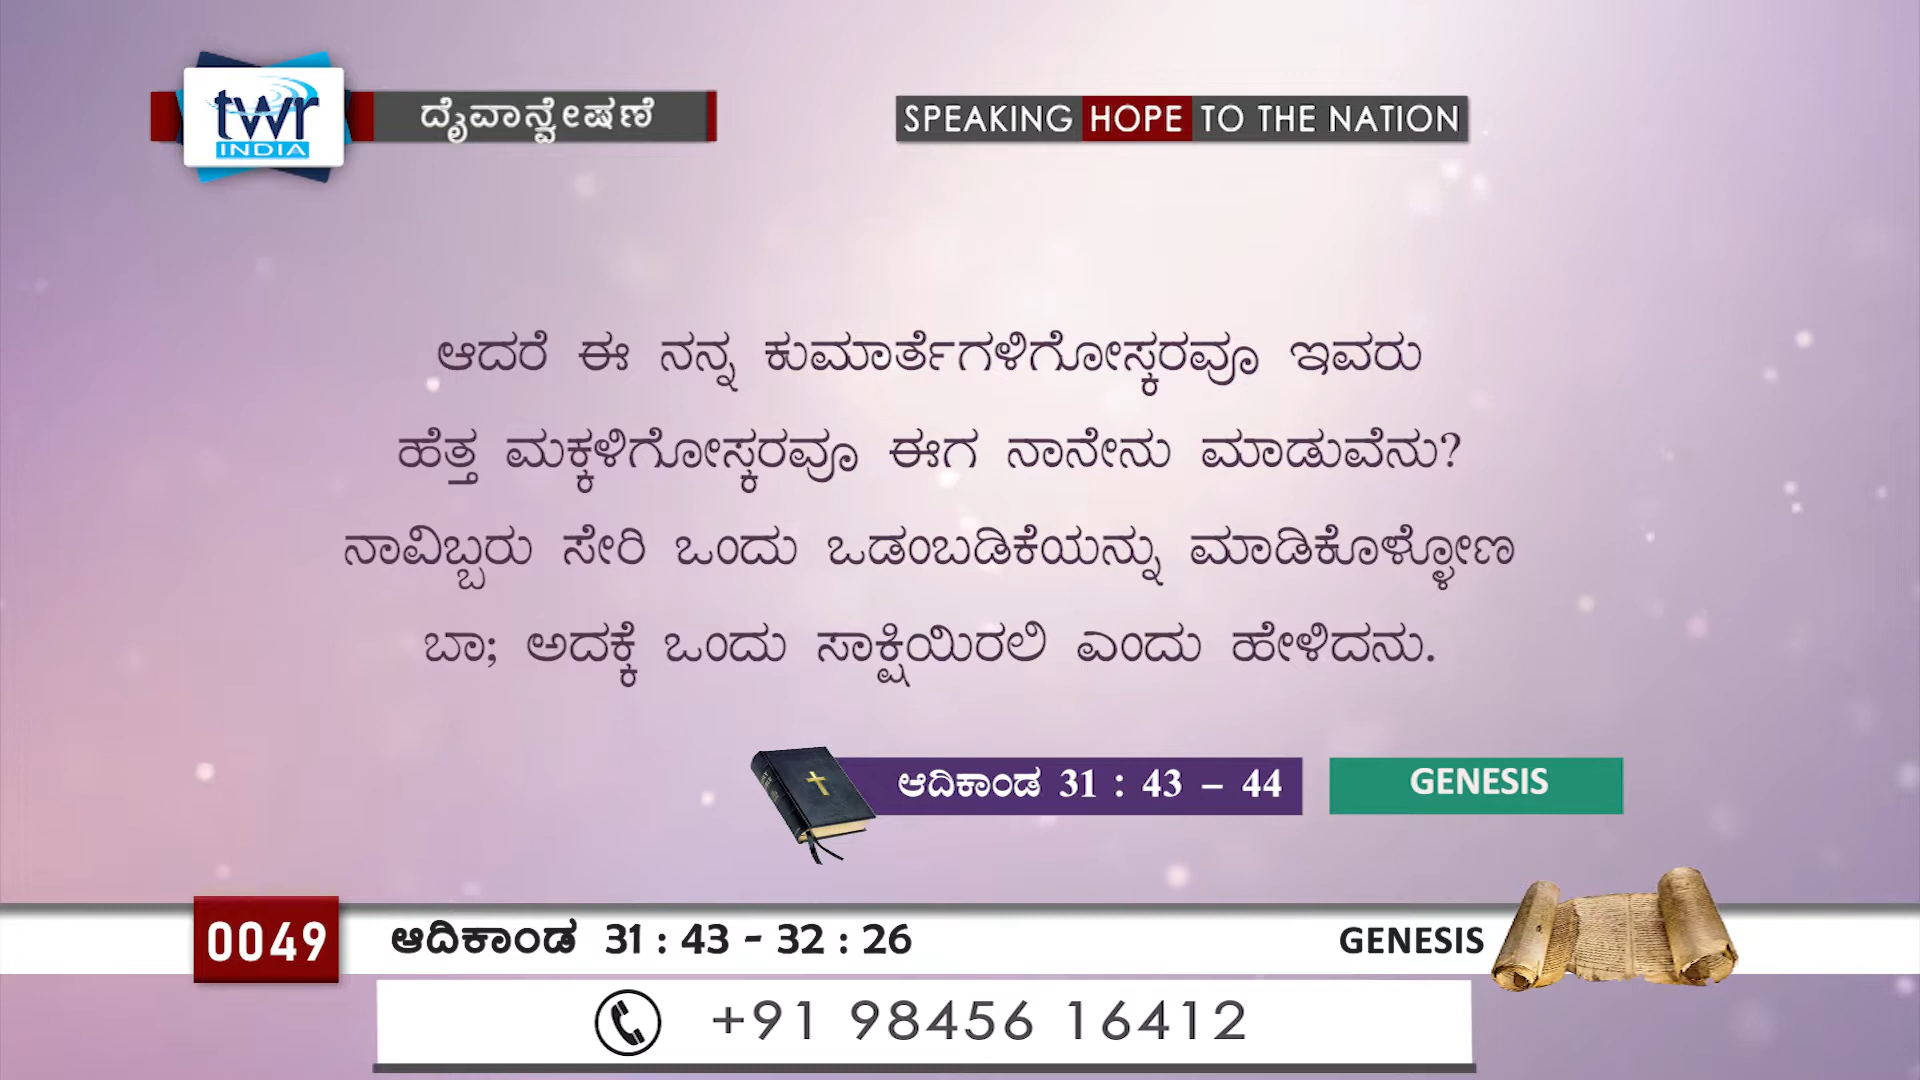 twr
INDIA
ದೈವಾನ್ವೇಷಣೆ
SPEAKING HOPE TO THE NATION
ಆದರೆ ಈ ನನ್ನ ಕುಮಾರ್ತೆಗಳಿಗೋಸ್ಕರವೂ ಇವರು
ಹೆತ್ತ ಮಕ್ಕಳಿಗೋಸ್ಕರವೂ ಈಗ ನಾನೇನು ಮಾಡುವೆನು?
ನಾವಿಬ್ಬರು ಸೇರಿ ಒಂದು ಒಡಂಬಡಿಕೆಯನ್ನು ಮಾಡಿಕೊಳ್ಳೋಣ
ಬಾ; ಅದಕ್ಕೆ ಒಂದು ಸಾಕ್ಷಿಯಿರಲಿ ಎಂದು ಹೇಳಿದನು.
ಆದಿಕಾಂಡ 31 : 43 – 44
GENESIS
0049
ಆದಿಕಾಂಡ 31 : 43 - 32 : 26
GENESIS
+91 98456 16412